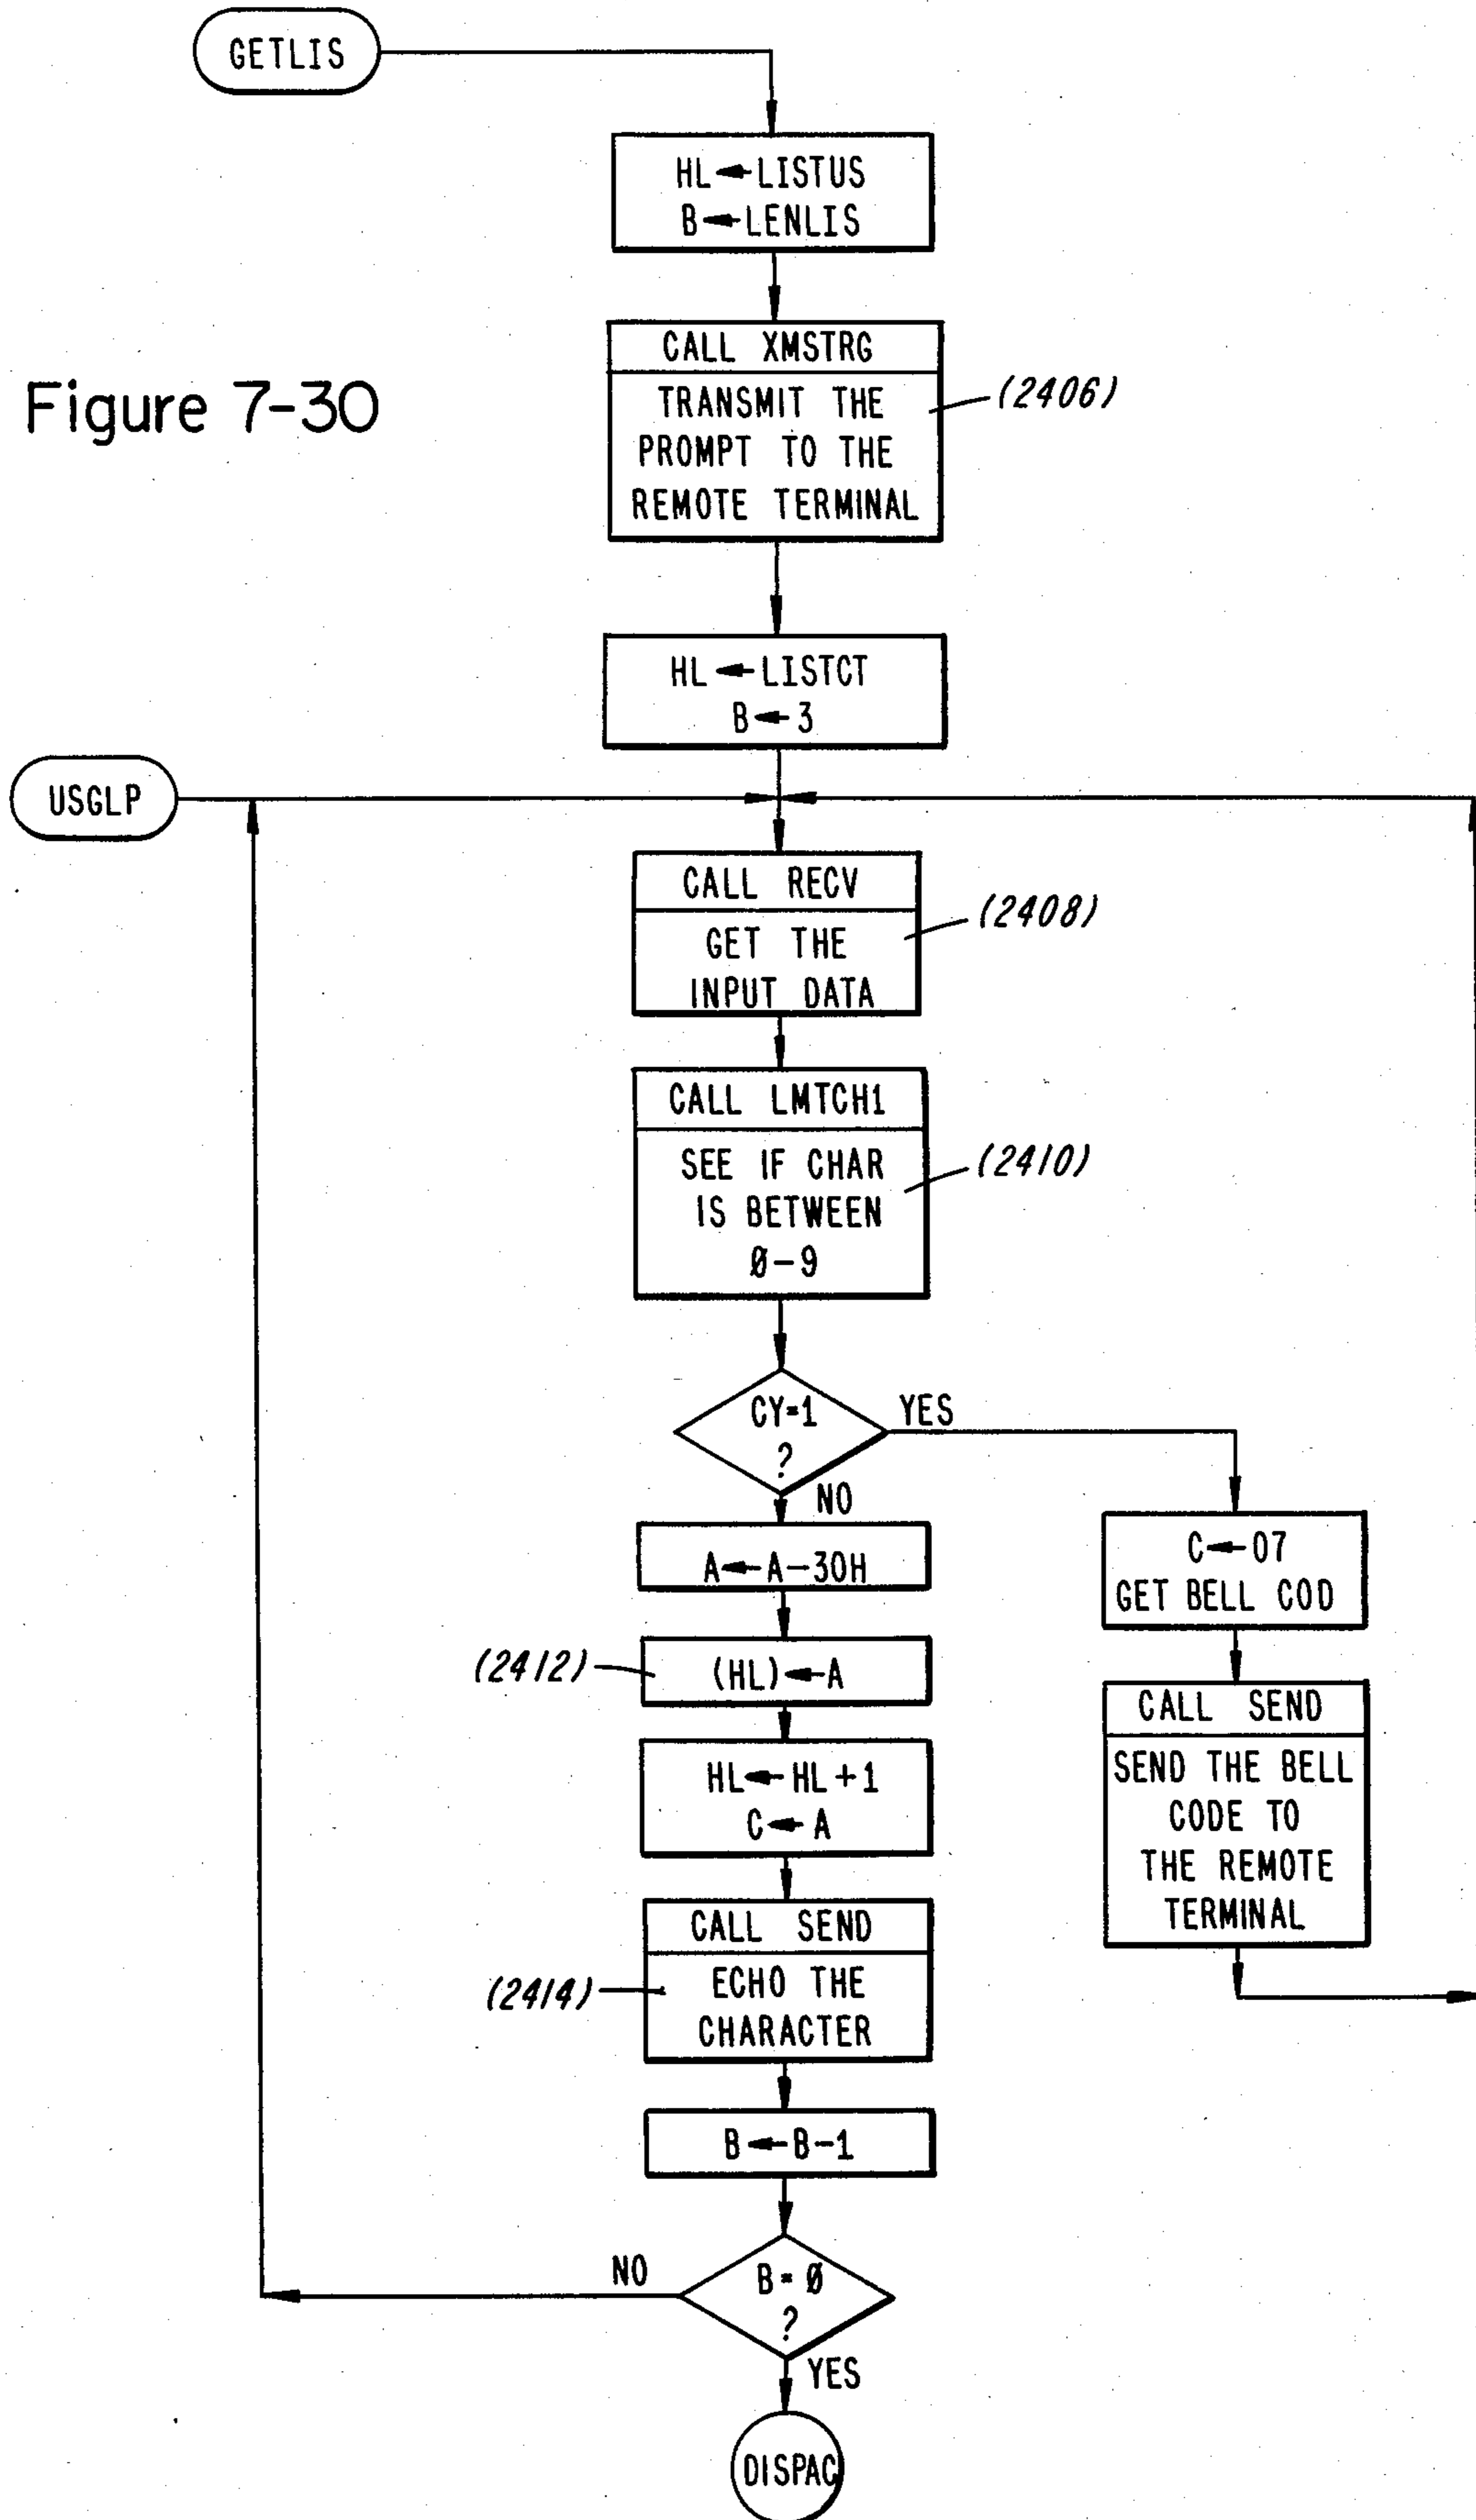 GETLIS
HL←LISTUS
B←LENLIS
CALL XMSTRG
TRANSMIT THE
PROMPT TO THE
REMOTE TERMINAL
(2406)
Figure 7-30
HL←LISTCT
B←3
USGLP
CALL RECV
GET THE
INPUT DATA
(2408)
CALL LMTCH1
SEE IF CHAR
IS BETWEEN
Ø-9
(2410)
CY=1
?
YES
NO
A←A-30H
C←07
GET BELL COD
(2412)
(HL)←A
CALL SEND
SEND THE BELL
CODE TO
THE REMOTE
TERMINAL
HL←HL+1
C←A
CALL SEND
ECHO THE
CHARACTER
(2414)
B←B-1
B=Ø
?
NO
YES
DISPAC